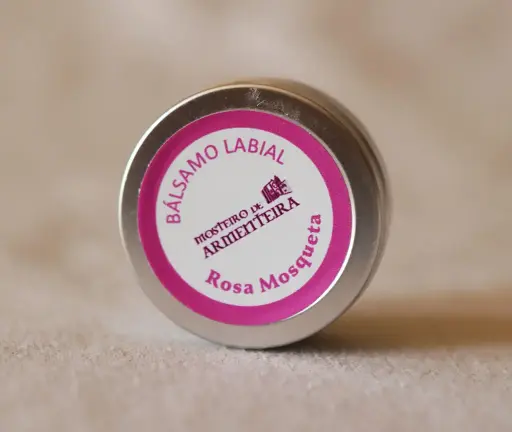 BÁLSAMO LABIAL
MOSTEIRO DE
ARMENTEIRA
Rosa Mosqueta